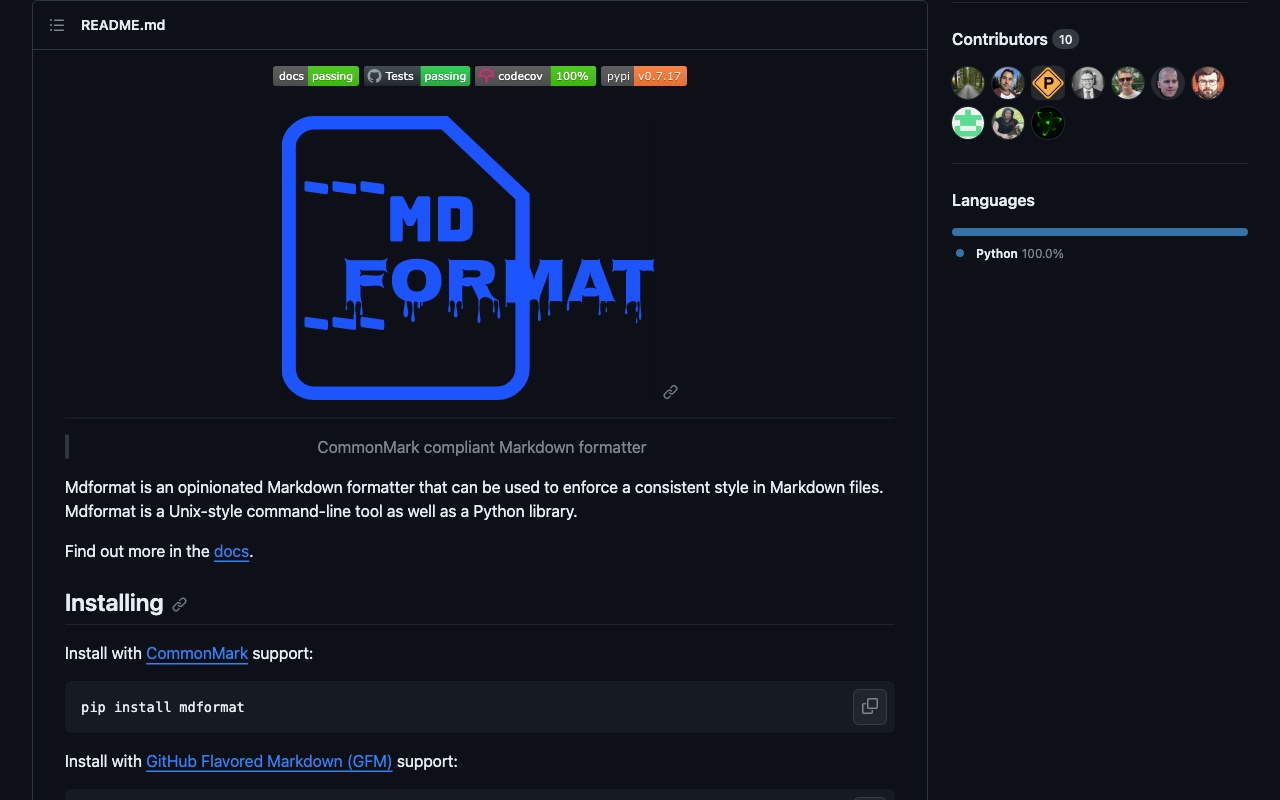 README.md
docs passing
Tests passing
codecov 100%
pypi v0.7.17
MD
FORMAT
CommonMark compliant Markdown formatter
Mdformat is an opinionated Markdown formatter that can be used to enforce a consistent style in Markdown files.
Mdformat is a Unix-style command-line tool as well as a Python library.
Find out more in the docs.
Installing
Install with CommonMark support:
pip install mdformat
Install with GitHub Flavored Markdown (GFM) support:
Contributors 10
P
Languages
Python 100.0%